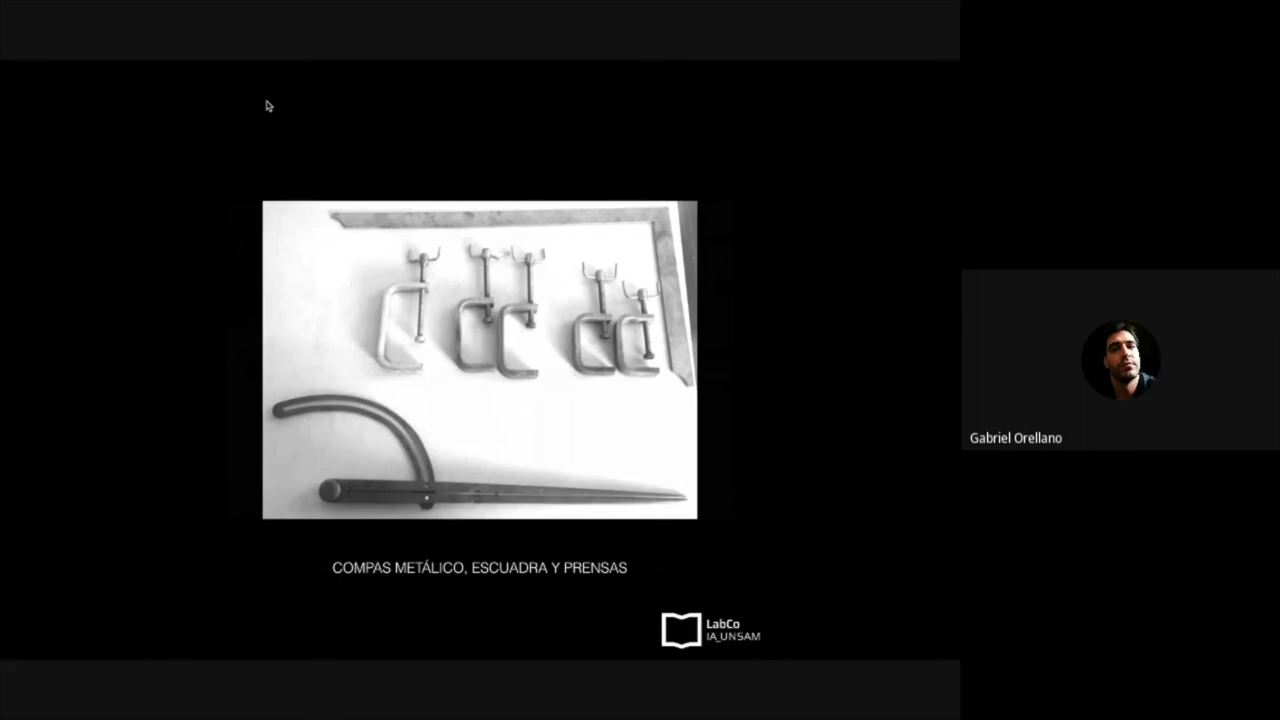 COMPAS METÁLICO, ESCUADRA Y PRENSAS
LabCo
IA_UNSAM
Gabriel Orellano